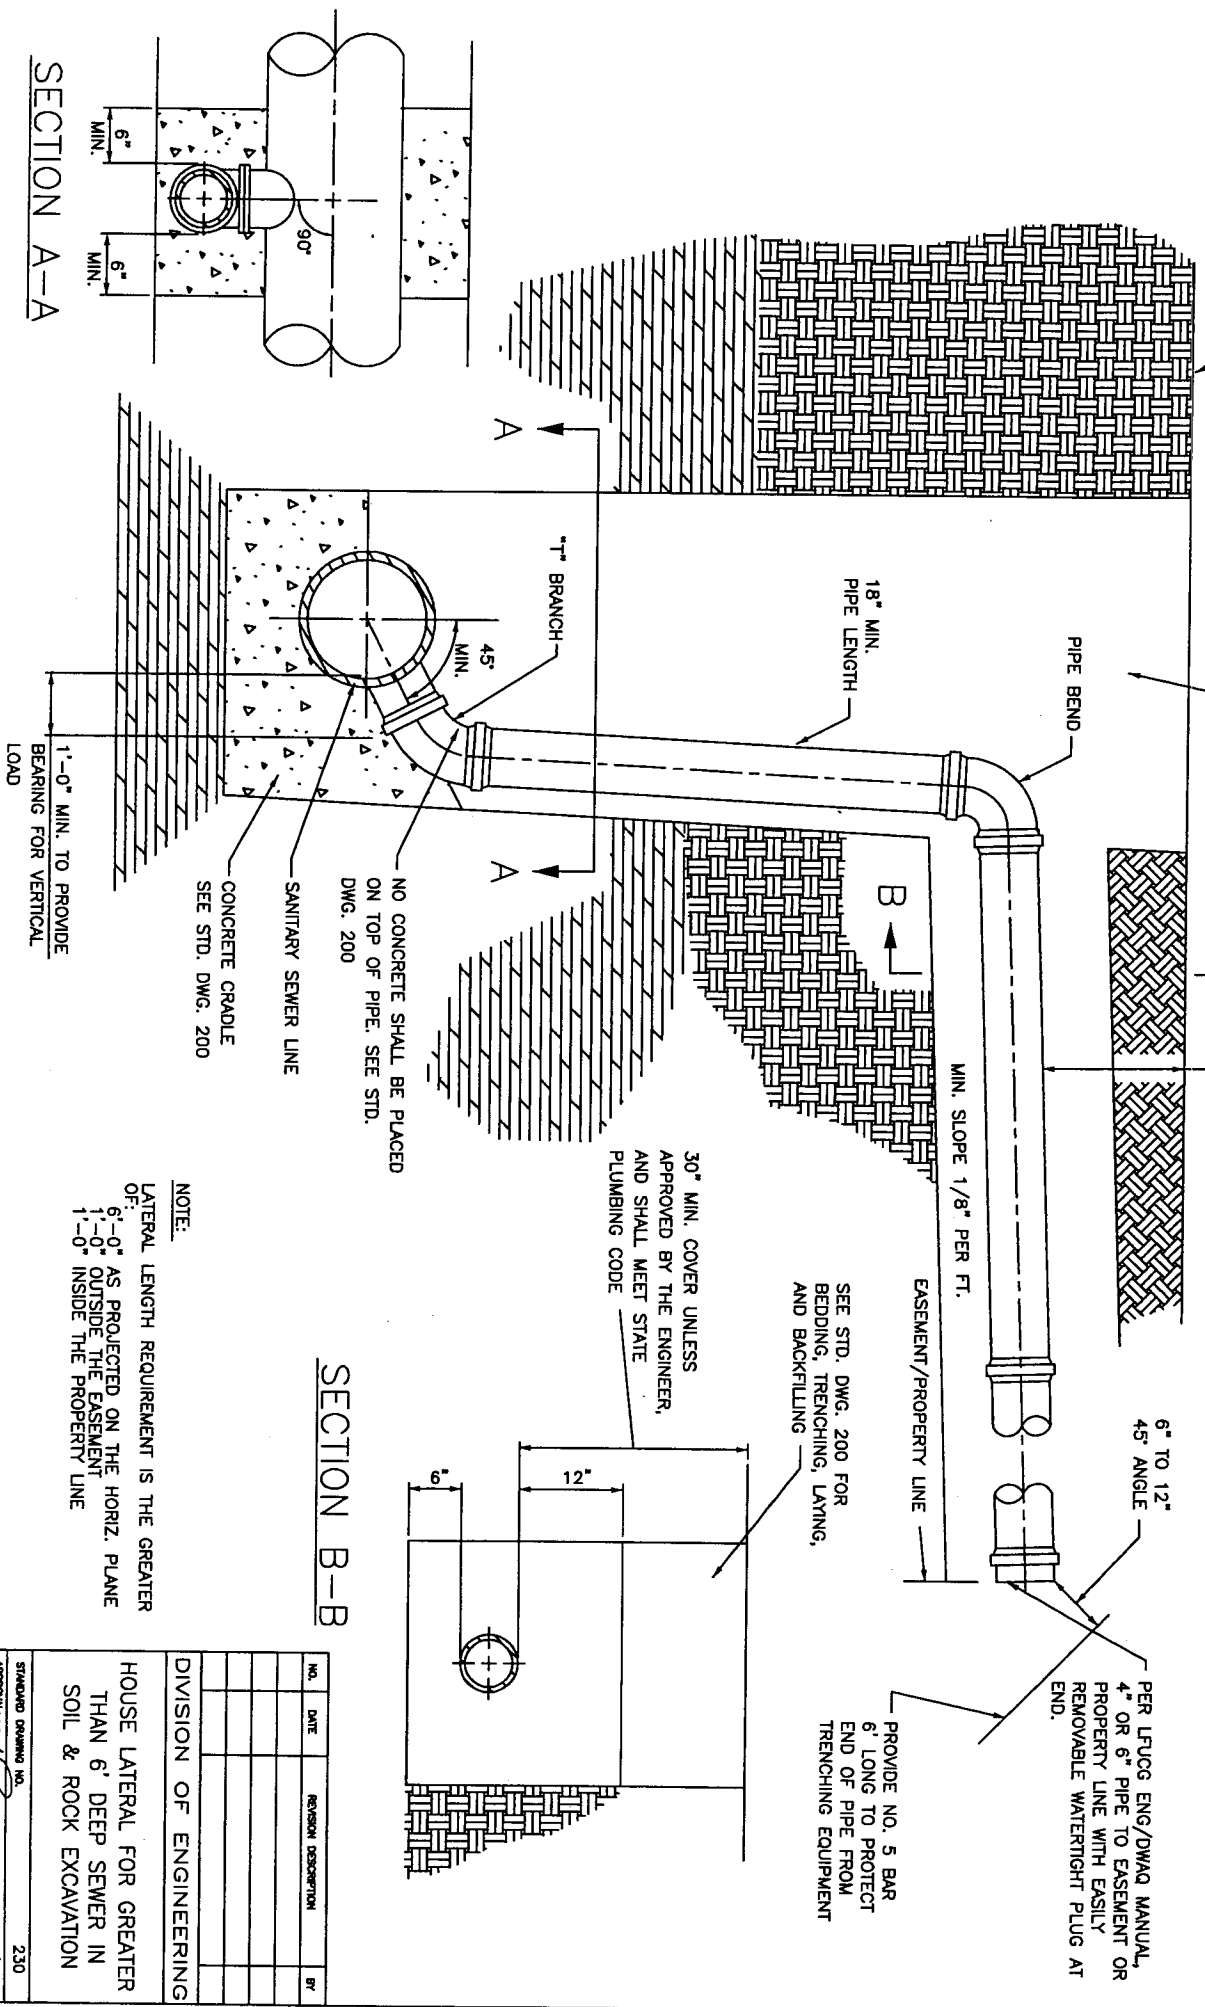 PIPE BEND
18" MIN.
PIPE LENGTH
"T" BRANCH
45°
MIN.
A
A
B
MIN. SLOPE 1/8" PER FT.
EASEMENT/PROPERTY LINE
6" TO 12"
45° ANGLE
PER LFUCG ENG/DWAQ MANUAL,
4" OR 6" PIPE TO EASEMENT OR
PROPERTY LINE WITH EASILY
REMOVABLE WATERTIGHT PLUG AT
END.
PROVIDE NO. 5 BAR
6' LONG TO PROTECT
END OF PIPE FROM
TRENCHING EQUIPMENT
NO CONCRETE SHALL BE PLACED
ON TOP OF PIPE. SEE STD.
DWG. 200
SANITARY SEWER LINE
CONCRETE CRADLE
SEE STD. DWG. 200
1'-0" MIN. TO PROVIDE
BEARING FOR VERTICAL
LOAD
90°
6"
MIN.
6"
MIN.
SECTION A-A
SEE STD. DWG. 200 FOR
BEDDING, TRENCHING, LAYING,
AND BACKFILLING
30" MIN. COVER UNLESS
APPROVED BY THE ENGINEER,
AND SHALL MEET STATE
PLUMBING CODE
12"
6"
SECTION B-B
NOTE:
LATERAL LENGTH REQUIREMENT IS THE GREATER
OF:
6'-0" AS PROJECTED ON THE HORIZ. PLANE
1'-0" OUTSIDE THE EASEMENT
1'-0" INSIDE THE PROPERTY LINE
NO. DATE REVISION DESCRIPTION BY
DIVISION OF ENGINEERING
HOUSE LATERAL FOR GREATER
THAN 6' DEEP SEWER IN
SOIL & ROCK EXCAVATION
STANDARD DRAWING NO. 230